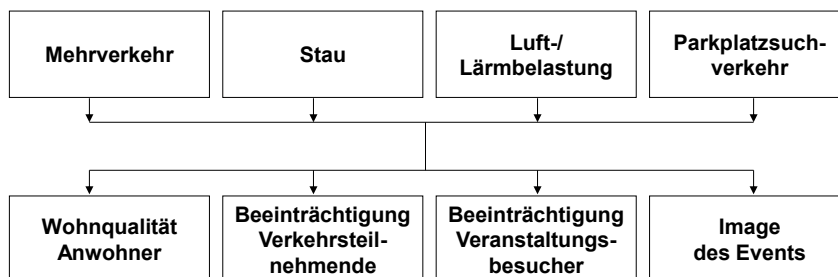 Mehrverkehr
Stau
Luft-/
Lärmbelastung
Parkplatzsuch-
verkehr
Wohnqualität
Anwohner
Beeinträchtigung
Verkehrsteil-
nehmende
Beeinträchtigung
Veranstaltungs-
besucher
Image
des Events